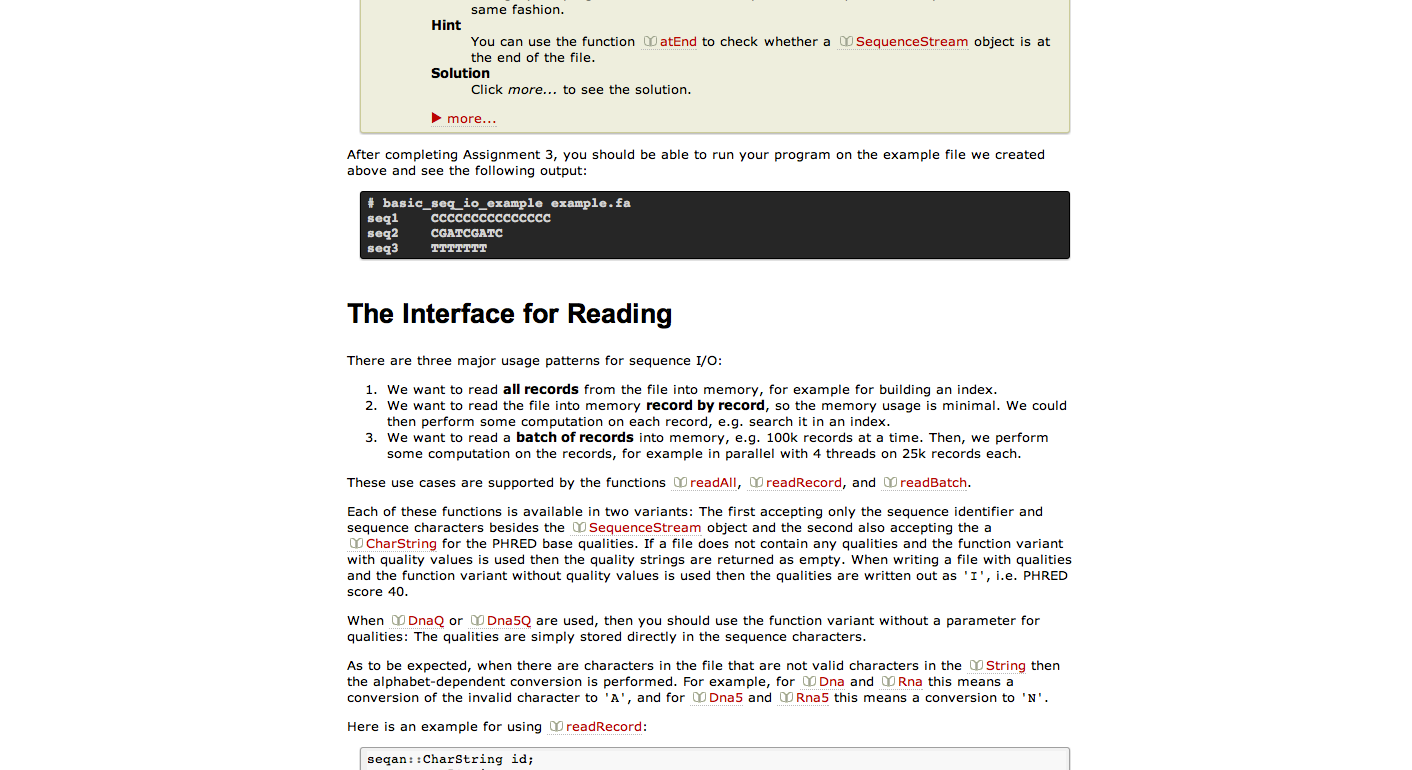 same fashion.
Hint
You can use the function atEnd to check whether a SequenceStream object is at
the end of the file.
Solution
Click more... to see the solution.
more...
After completing Assignment 3, you should be able to run your program on the example file we created
above and see the following output:
# basic_seq_io_example example.fa
seq1    CCCCCCCCCCCCCCC
seq2    CGATCGATC
seq3    TTTTTTT
The Interface for Reading
There are three major usage patterns for sequence I/O:
1. We want to read all records from the file into memory, for example for building an index.
2. We want to read the file into memory record by record, so the memory usage is minimal. We could
then perform some computation on each record, e.g. search it in an index.
3. We want to read a batch of records into memory, e.g. 100k records at a time. Then, we perform
some computation on the records, for example in parallel with 4 threads on 25k records each.
These use cases are supported by the functions readAll, readRecord, and readBatch.
Each of these functions is available in two variants: The first accepting only the sequence identifier and
sequence characters besides the SequenceStream object and the second also accepting the a
CharString for the PHRED base qualities. If a file does not contain any qualities and the function variant
with quality values is used then the quality strings are returned as empty. When writing a file with qualities
and the function variant without quality values is used then the qualities are written out as 'I', i.e. PHRED
score 40.
When DnaQ or Dna5Q are used, then you should use the function variant without a parameter for
qualities: The qualities are simply stored directly in the sequence characters.
As to be expected, when there are characters in the file that are not valid characters in the String then
the alphabet-dependent conversion is performed. For example, for Dna and Rna this means a
conversion of the invalid character to 'A', and for Dna5 and Rna5 this means a conversion to 'N'.
Here is an example for using readRecord:
seqan::CharString id;